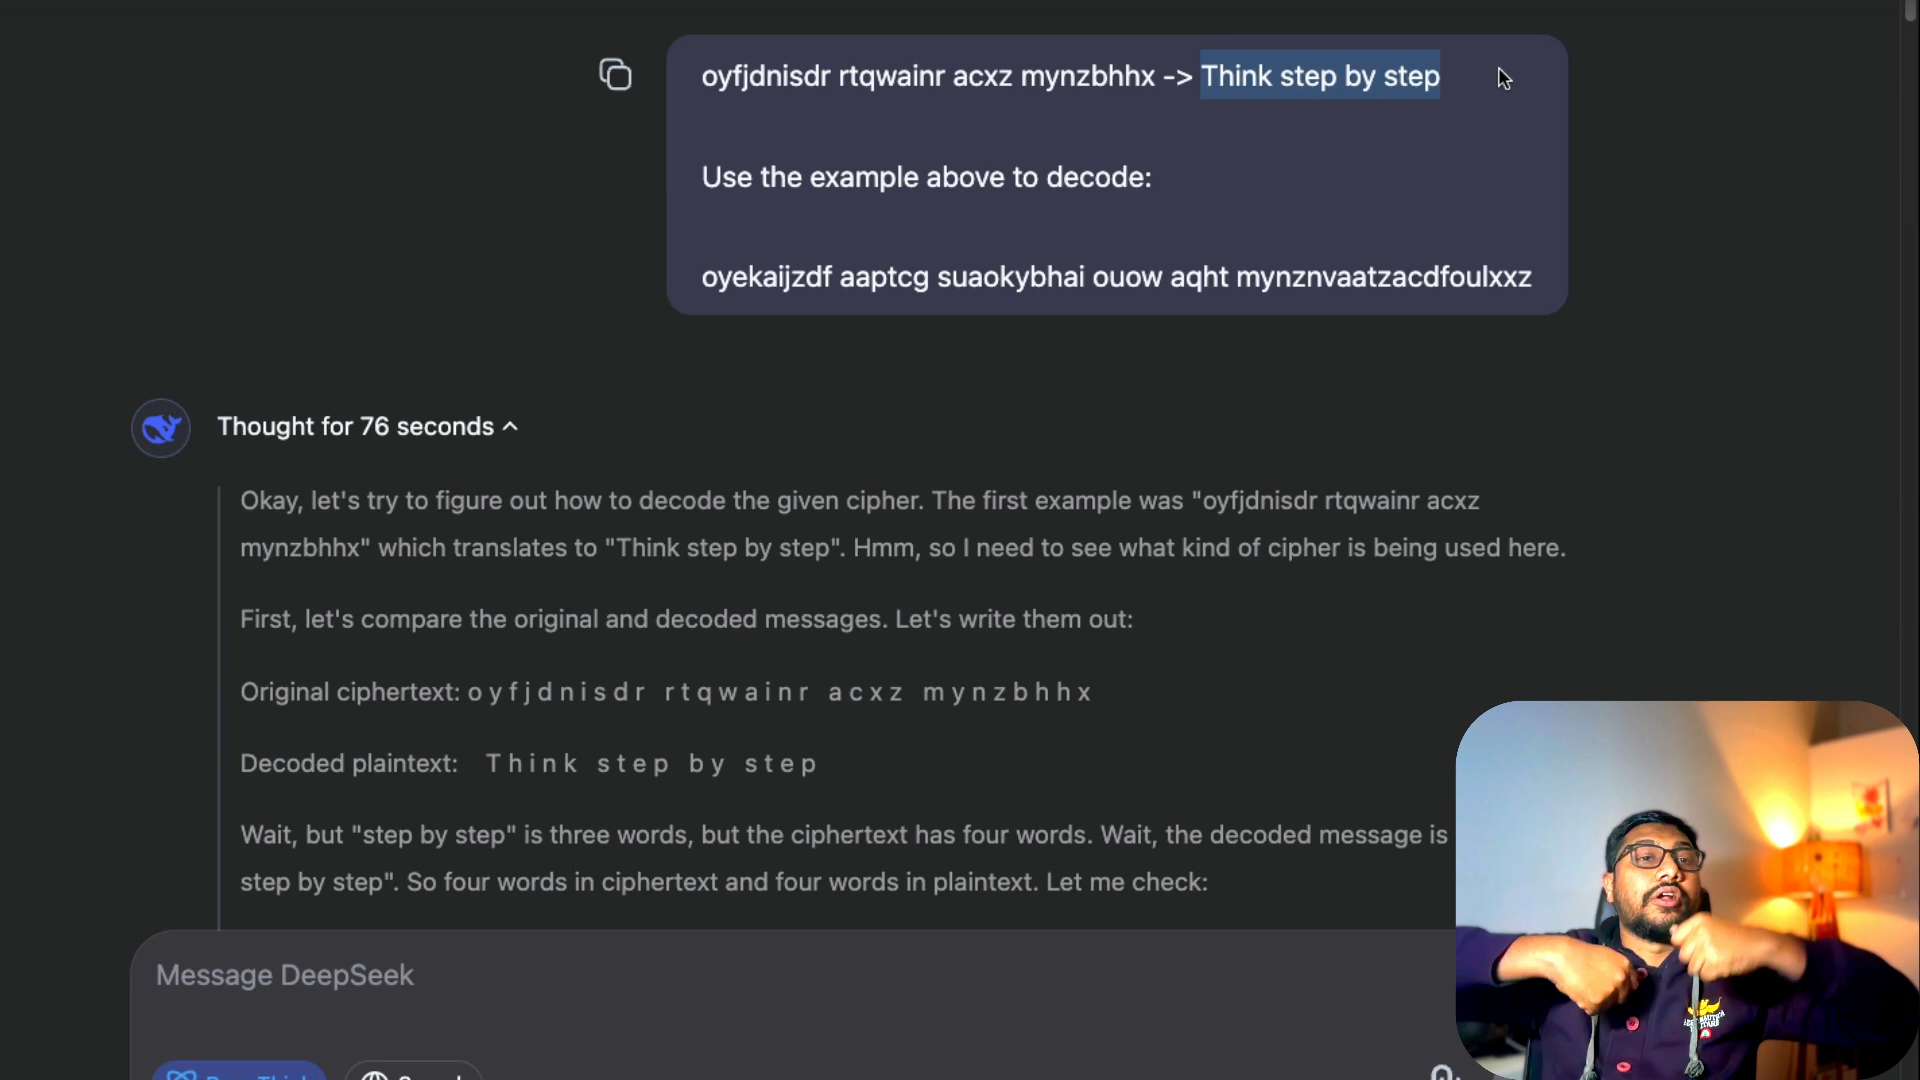 oyfjdnisdr rtqwainr acxz mynzbhhx -> Think step by step
Use the example above to decode:
oyekaijzdf aaptcg suaokybhai ouow aqht mynznvaatzacdfoulxxz
Thought for 76 seconds
Okay, let's try to figure out how to decode the given cipher. The first example was "oyfjdnisdr rtqwainr acxz
mynzbhhx" which translates to "Think step by step". Hmm, so I need to see what kind of cipher is being used here.
First, let's compare the original and decoded messages. Let's write them out:
Original ciphertext: o y f j d n i s d r r t q w a i n r a c x z m y n z b h h x
Decoded plaintext: T h i n k s t e p b y s t e p
Wait, but "step by step" is three words, but the ciphertext has four words. Wait, the decoded message is
step by step". So four words in ciphertext and four words in plaintext. Let me check:
Message DeepSeek